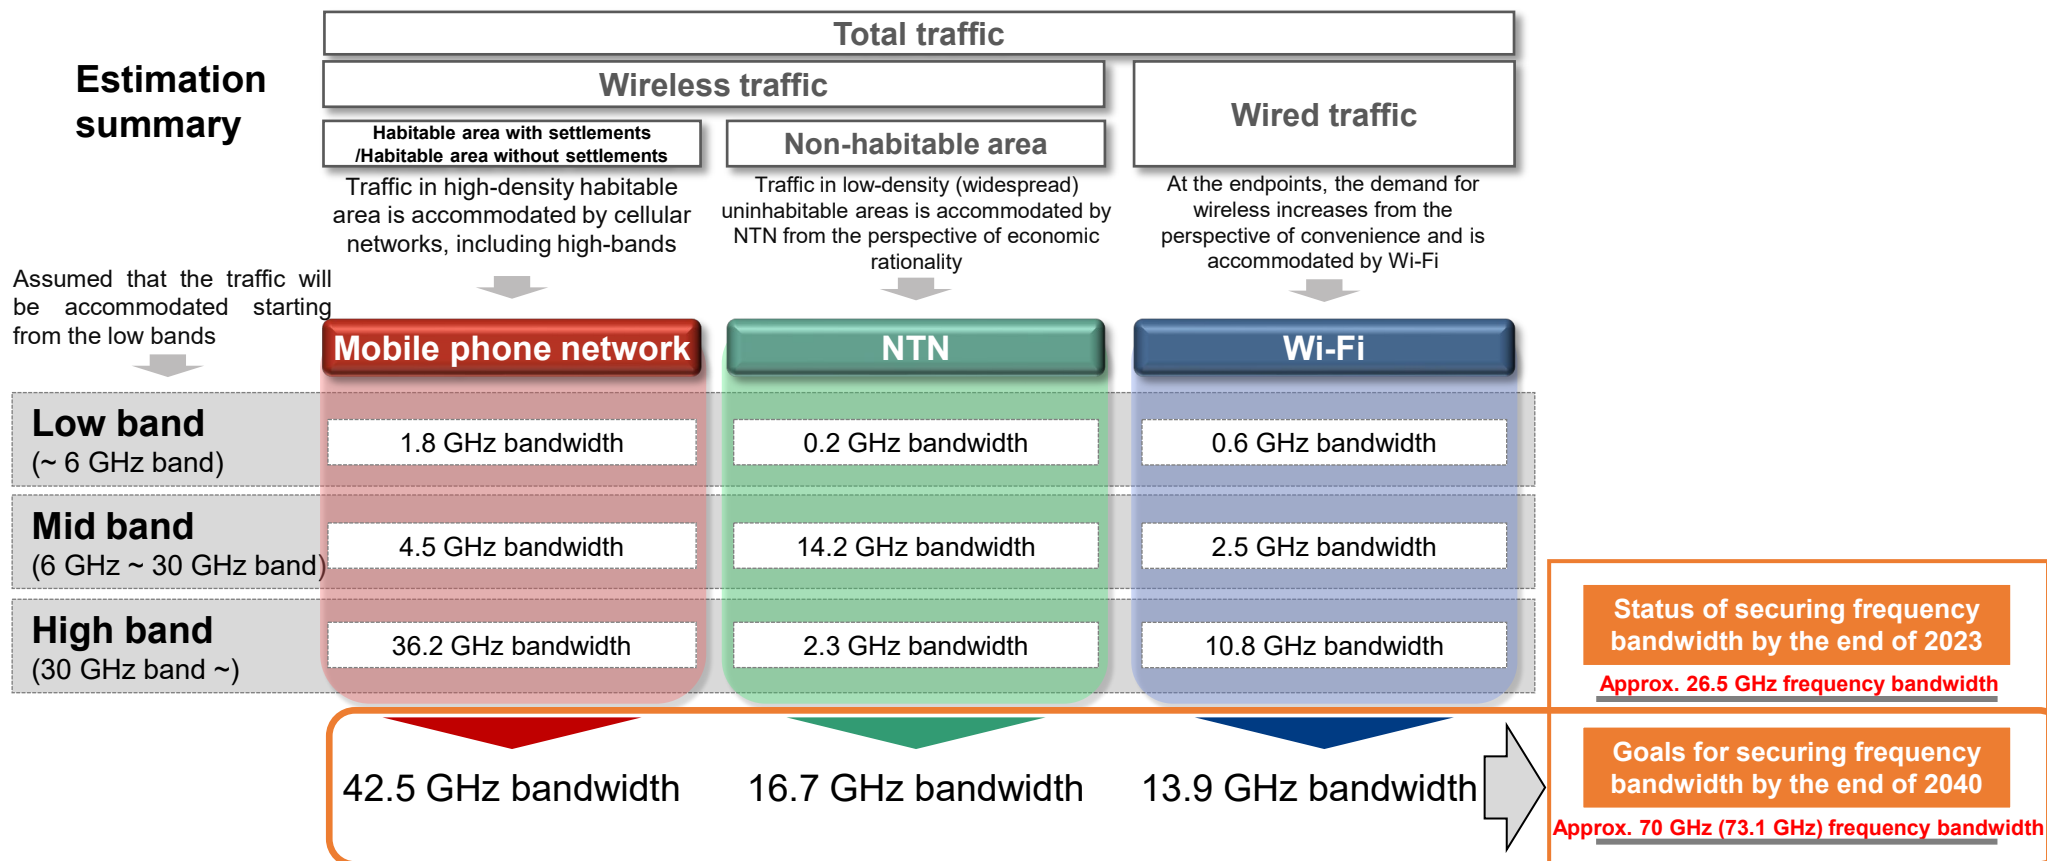 Estimation
summary
Total traffic
Wireless traffic
Wired traffic
Habitable area with settlements
/Habitable area without settlements
Non-habitable area
Traffic in high-density habitable
area is accommodated by cellular
networks, including high-bands
Traffic in low-density (widespread)
uninhabitable areas is accommodated by
NTN from the perspective of economic
rationality
At the endpoints, the demand for
wireless increases from the
perspective of convenience and is
accommodated by Wi-Fi
Assumed that the traffic will
be accommodated starting
from the low bands
Mobile phone network
NTN
Wi-Fi
Low band
(~ 6 GHz band)
1.8 GHz bandwidth
0.2 GHz bandwidth
0.6 GHz bandwidth
Mid band
(6 GHz ~ 30 GHz band)
4.5 GHz bandwidth
14.2 GHz bandwidth
2.5 GHz bandwidth
High band
(30 GHz band ~)
36.2 GHz bandwidth
2.3 GHz bandwidth
10.8 GHz bandwidth
Status of securing frequency
bandwidth by the end of 2023
Approx. 26.5 GHz frequency bandwidth
42.5 GHz bandwidth
16.7 GHz bandwidth
13.9 GHz bandwidth
Goals for securing frequency
bandwidth by the end of 2040
Approx. 70 GHz (73.1 GHz) frequency bandwidth